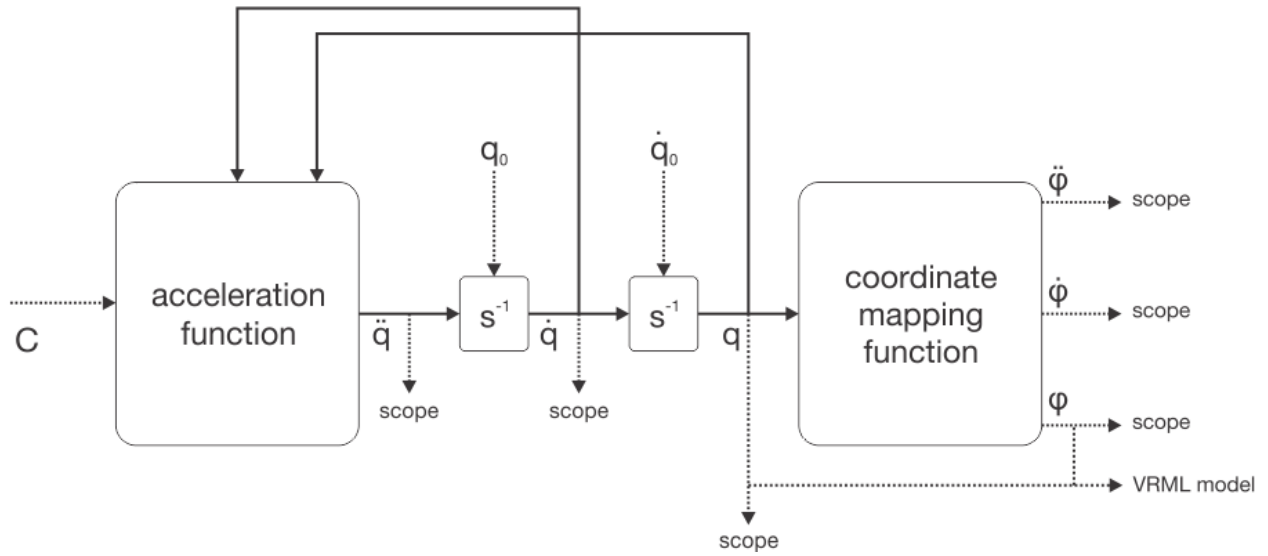 q₀
q̇₀
φ̈
scope
acceleration
function
coordinate
mapping
function
φ̇
scope
C
q̈
s⁻¹
q̇
s⁻¹
q
scope
scope
φ
scope
VRML model
scope